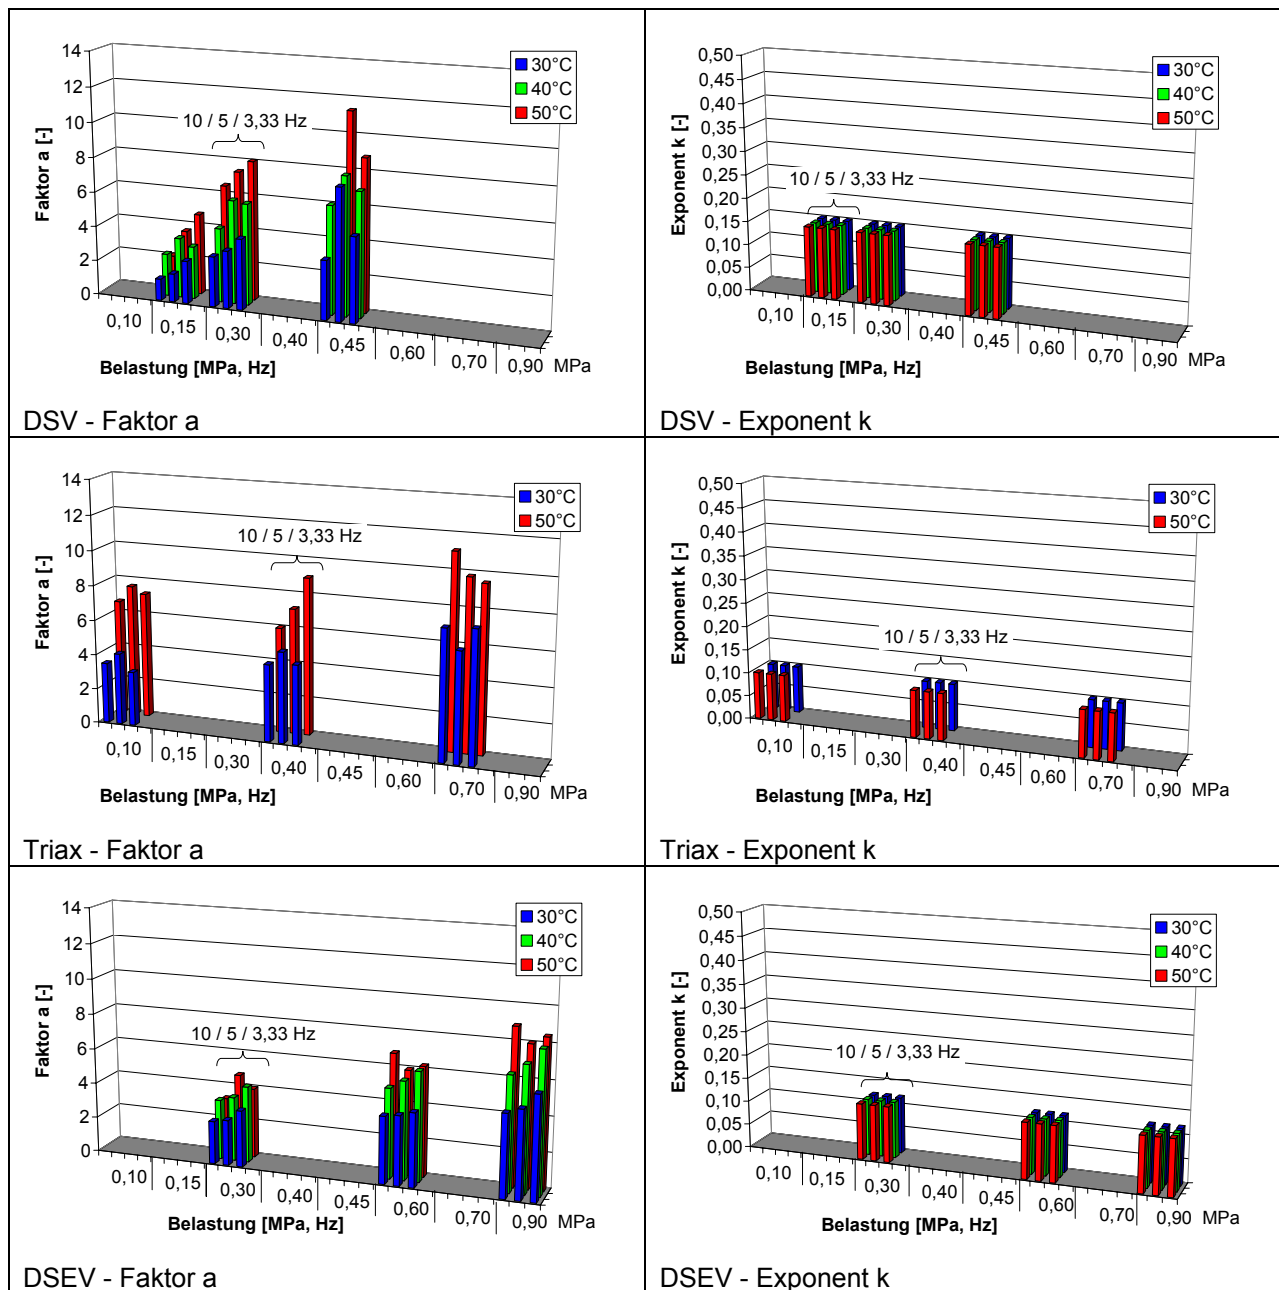 14
12
10
8
6
4
2
0
Faktor a [-]
10 / 5 / 3,33 Hz
30°C
40°C
50°C
0,10 0,15 0,30 0,40 0,45 0,60 0,70 0,90 MPa
Belastung [MPa, Hz]
DSV - Faktor a
0,50
0,45
0,40
0,35
0,30
0,25
0,20
0,15
0,10
0,05
0,00
Exponent k [-]
10 / 5 / 3,33 Hz
30°C
40°C
50°C
0,10 0,15 0,30 0,40 0,45 0,60 0,70 0,90 MPa
Belastung [MPa, Hz]
DSV - Exponent k
14
12
10
8
6
4
2
0
Faktor a [-]
10 / 5 / 3,33 Hz
30°C
50°C
0,10 0,15 0,30 0,40 0,45 0,60 0,70 0,90 MPa
Belastung [MPa, Hz]
Triax - Faktor a
0,50
0,45
0,40
0,35
0,30
0,25
0,20
0,15
0,10
0,05
0,00
Exponent k [-]
10 / 5 / 3,33 Hz
30°C
50°C
0,10 0,15 0,30 0,40 0,45 0,60 0,70 0,90 MPa
Belastung [MPa, Hz]
Triax - Exponent k
14
12
10
8
6
4
2
0
Faktor a [-]
10 / 5 / 3,33 Hz
30°C
40°C
50°C
0,10 0,15 0,30 0,40 0,45 0,60 0,70 0,90 MPa
Belastung [MPa, Hz]
DSEV - Faktor a
0,50
0,45
0,40
0,35
0,30
0,25
0,20
0,15
0,10
0,05
0,00
Exponent k [-]
10 / 5 / 3,33 Hz
30°C
40°C
50°C
0,10 0,15 0,30 0,40 0,45 0,60 0,70 0,90 MPa
Belastung [MPa, Hz]
DSEV - Exponent k